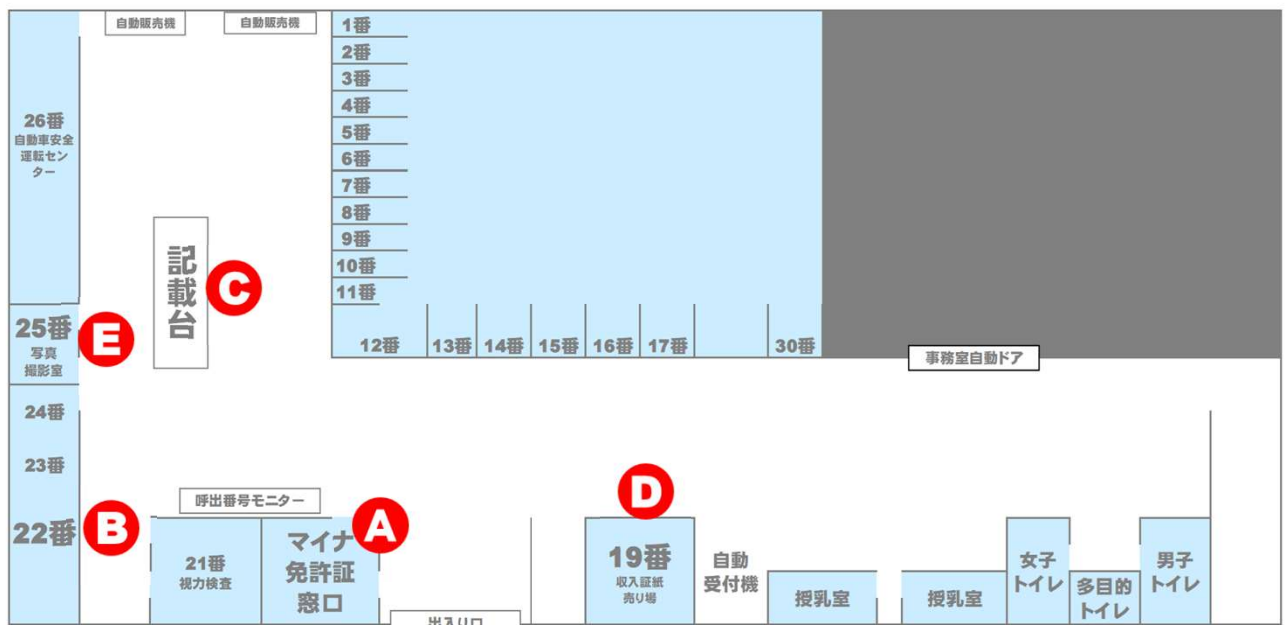 自動販売機
自動販売機
1番
2番
3番
4番
5番
6番
7番
8番
9番
10番
11番
26番
自動車安全
運転セン
ター
記載台
C
25番
写真
撮影室
E
12番
13番
14番
15番
16番
17番
30番
事務室自動ドア
24番
23番
22番
B
呼出番号モニター
21番
視力検査
マイナ
免許証
窓口
A
出入り口
D
19番
収入証紙
売り場
自動
受付機
授乳室
授乳室
女子
トイレ
多目的
トイレ
男子
トイレ